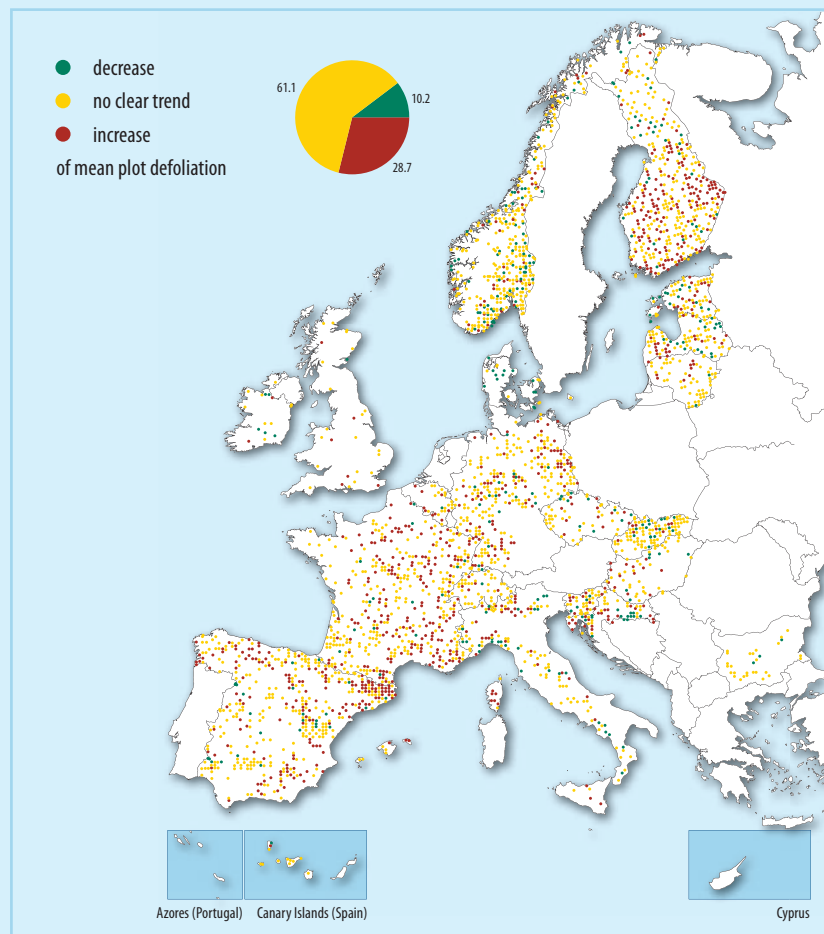 decrease
no clear trend
increase
of mean plot defoliation
61.1
10.2
28.7
Azores (Portugal)
Canary Islands (Spain)
Cyprus